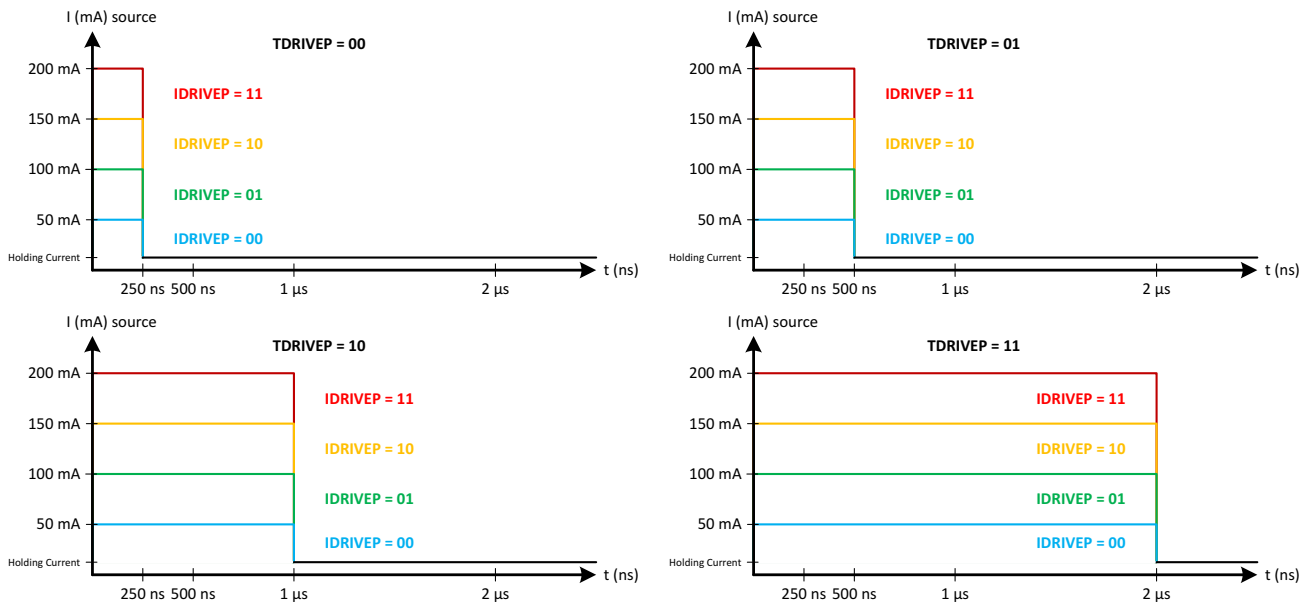 I (mA) source
TDRIVEP = 00
200 mA
IDRIVEP = 11
150 mA
IDRIVEP = 10
100 mA
IDRIVEP = 01
50 mA
IDRIVEP = 00
Holding Current
t (ns)
250 ns 500 ns 1 µs 2 µs
I (mA) source
TDRIVEP = 01
200 mA
IDRIVEP = 11
150 mA
IDRIVEP = 10
100 mA
IDRIVEP = 01
50 mA
IDRIVEP = 00
Holding Current
t (ns)
250 ns 500 ns 1 µs 2 µs
I (mA) source
TDRIVEP = 10
200 mA
IDRIVEP = 11
150 mA
IDRIVEP = 10
100 mA
IDRIVEP = 01
50 mA
IDRIVEP = 00
Holding Current
t (ns)
250 ns 500 ns 1 µs 2 µs
I (mA) source
TDRIVEP = 11
200 mA
IDRIVEP = 11
150 mA
IDRIVEP = 10
100 mA
IDRIVEP = 01
50 mA
IDRIVEP = 00
Holding Current
t (ns)
250 ns 500 ns 1 µs 2 µs